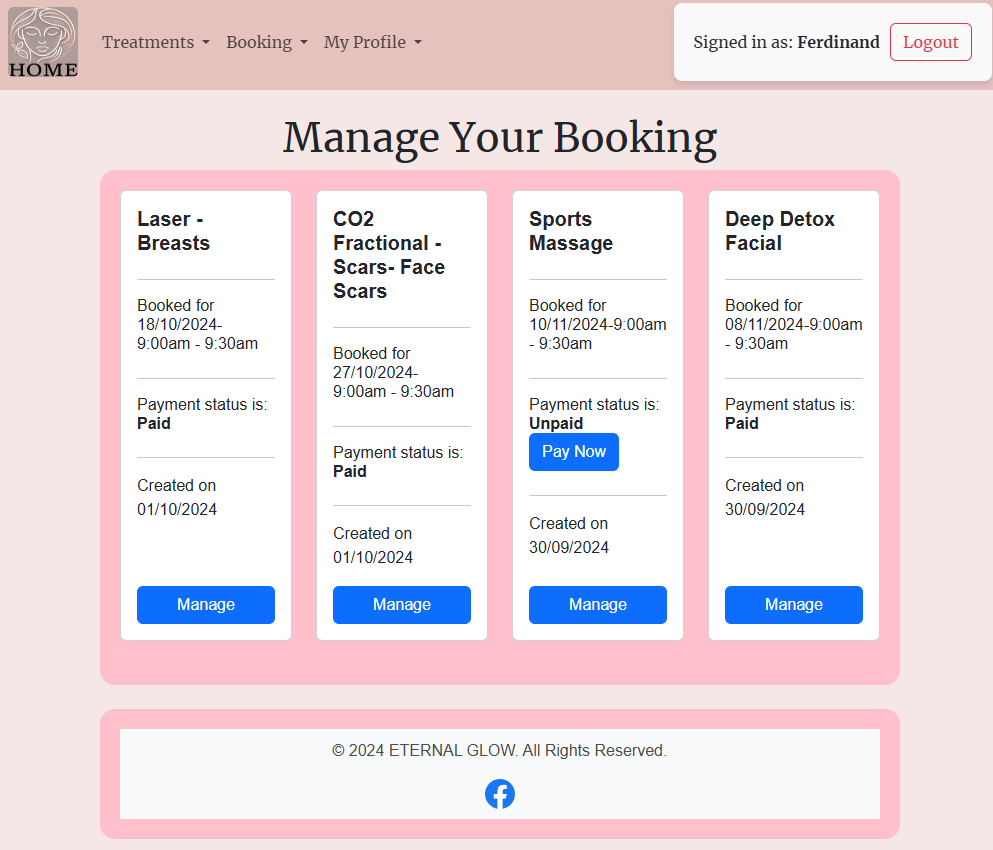 HOME
Treatments
Booking
My Profile
Signed in as: Ferdinand
Logout
Manage Your Booking
Laser -
Breasts
Booked for
18/10/2024-
9:00am - 9:30am
Payment status is:
Paid
Created on
01/10/2024
Manage
CO2
Fractional -
Scars- Face
Scars
Booked for
27/10/2024-
9:00am - 9:30am
Payment status is:
Paid
Created on
01/10/2024
Manage
Sports
Massage
Booked for
10/11/2024-9:00am
- 9:30am
Payment status is:
Unpaid
Pay Now
Created on
30/09/2024
Manage
Deep Detox
Facial
Booked for
08/11/2024-9:00am
- 9:30am
Payment status is:
Paid
Created on
30/09/2024
Manage
© 2024 ETERNAL GLOW. All Rights Reserved.